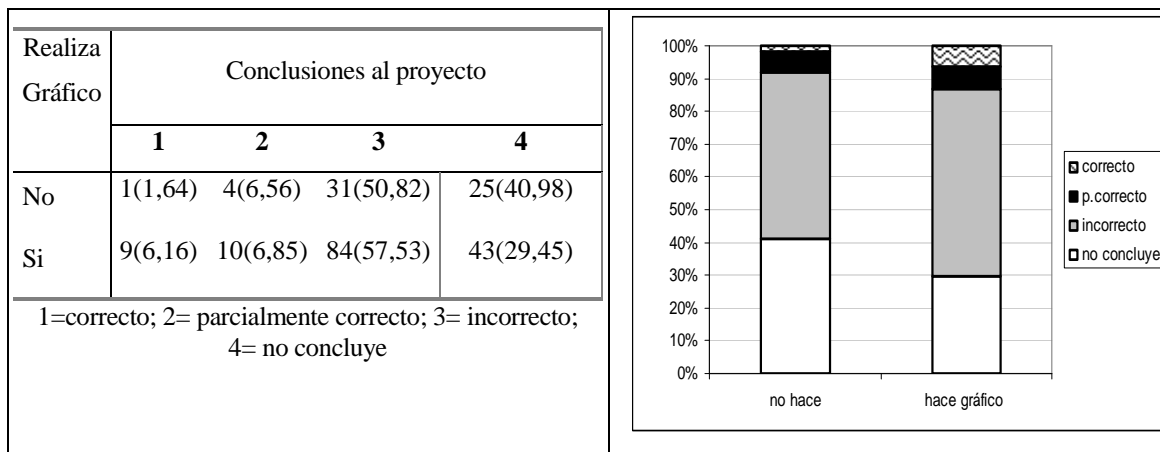 Realiza
Gráfico
Conclusiones al proyecto
1 2 3 4
No 1(1,64) 4(6,56) 31(50,82) 25(40,98)
Si 9(6,16) 10(6,85) 84(57,53) 43(29,45)
1=correcto; 2= parcialmente correcto; 3= incorrecto;
4= no concluye
100%
90%
80%
70%
60%
50%
40%
30%
20%
10%
0%
no hace hace gráfico
correcto
p.correcto
incorrecto
no concluye